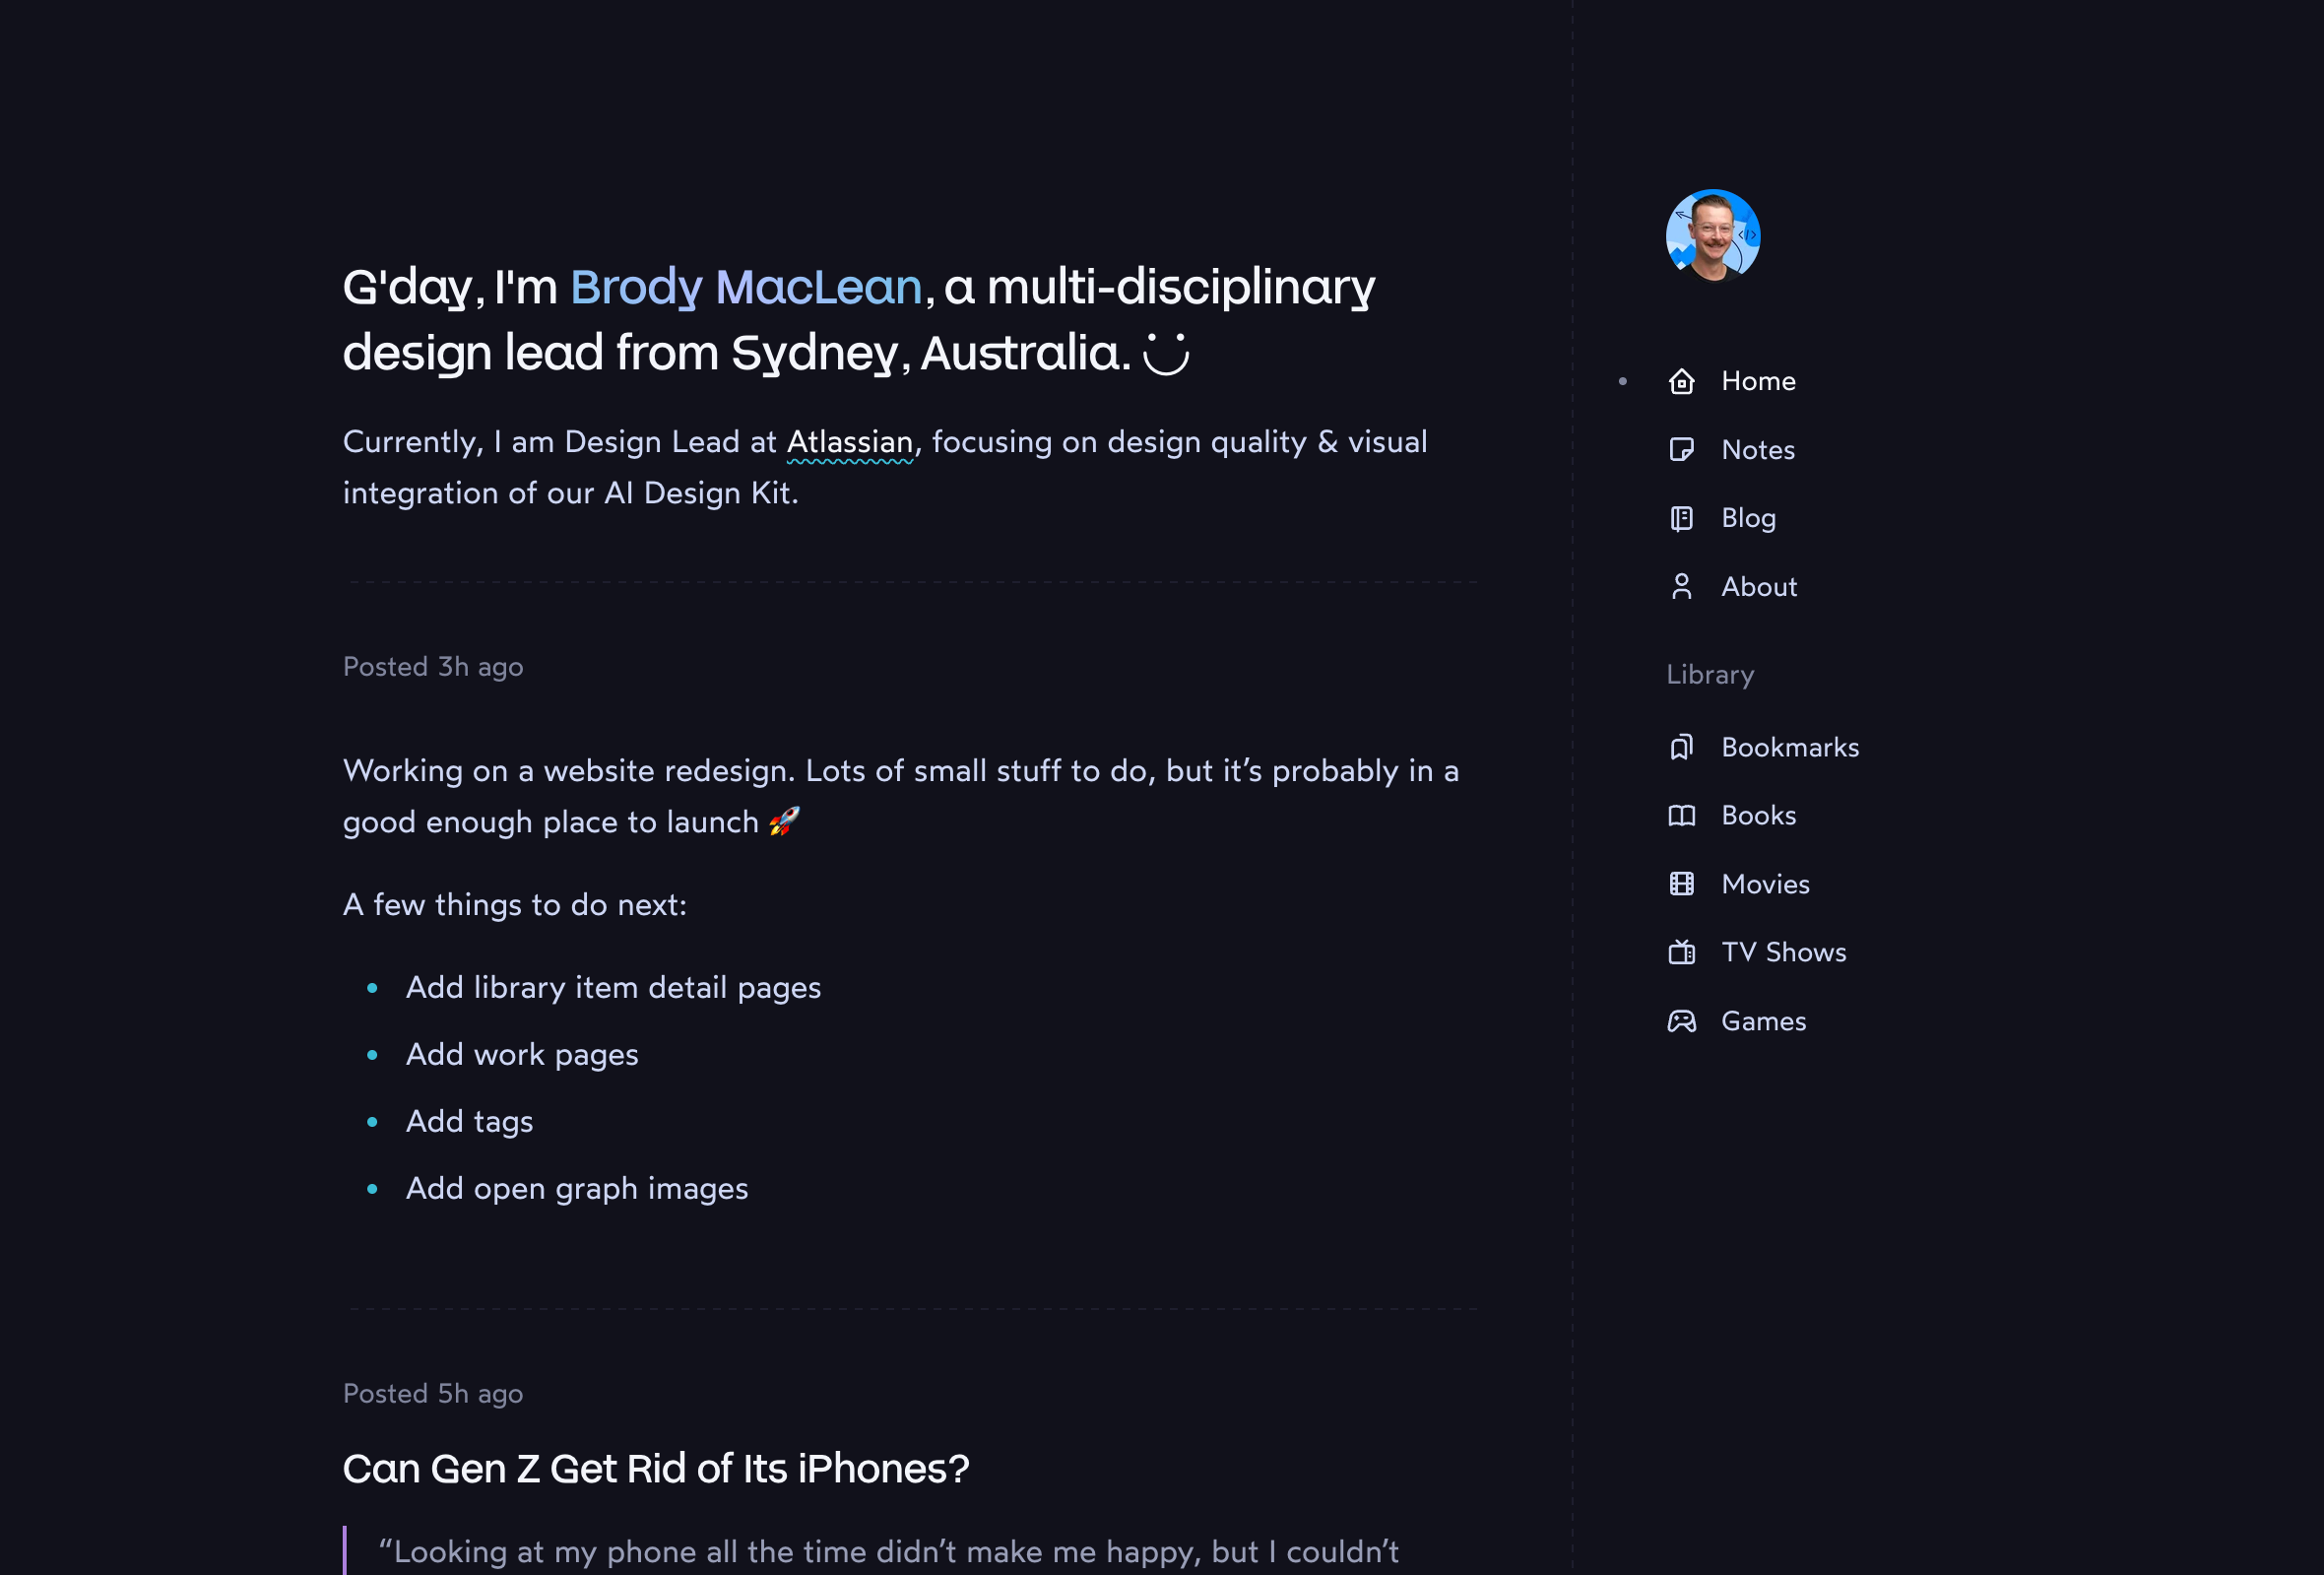 G'day, I'm Brody MacLean, a multi-disciplinary
design lead from Sydney, Australia.
Currently, I am Design Lead at Atlassian, focusing on design quality & visual
integration of our AI Design Kit.
Posted 3h ago
Working on a website redesign. Lots of small stuff to do, but it’s probably in a
good enough place to launch 🚀
A few things to do next:
Add library item detail pages
Add work pages
Add tags
Add open graph images
Posted 5h ago
Can Gen Z Get Rid of Its iPhones?
“Looking at my phone all the time didn’t make me happy, but I couldn’t
Home
Notes
Blog
About
Library
Bookmarks
Books
Movies
TV Shows
Games